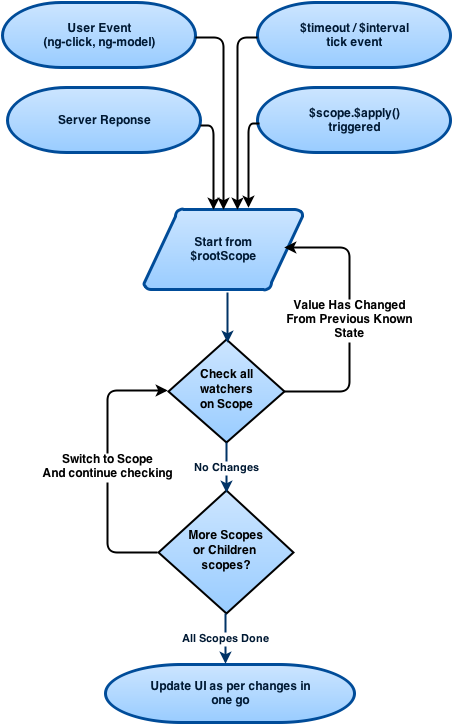 User Event
(ng-click, ng-model)
$timeout / $interval
tick event
Server Reponse
$scope.$apply()
triggered
Start from
$rootScope
Value Has Changed
From Previous Known
State
Check all
watchers
on Scope
Switch to Scope
And continue checking
No Changes
More Scopes
or Children
scopes?
All Scopes Done
Update UI as per changes in
one go